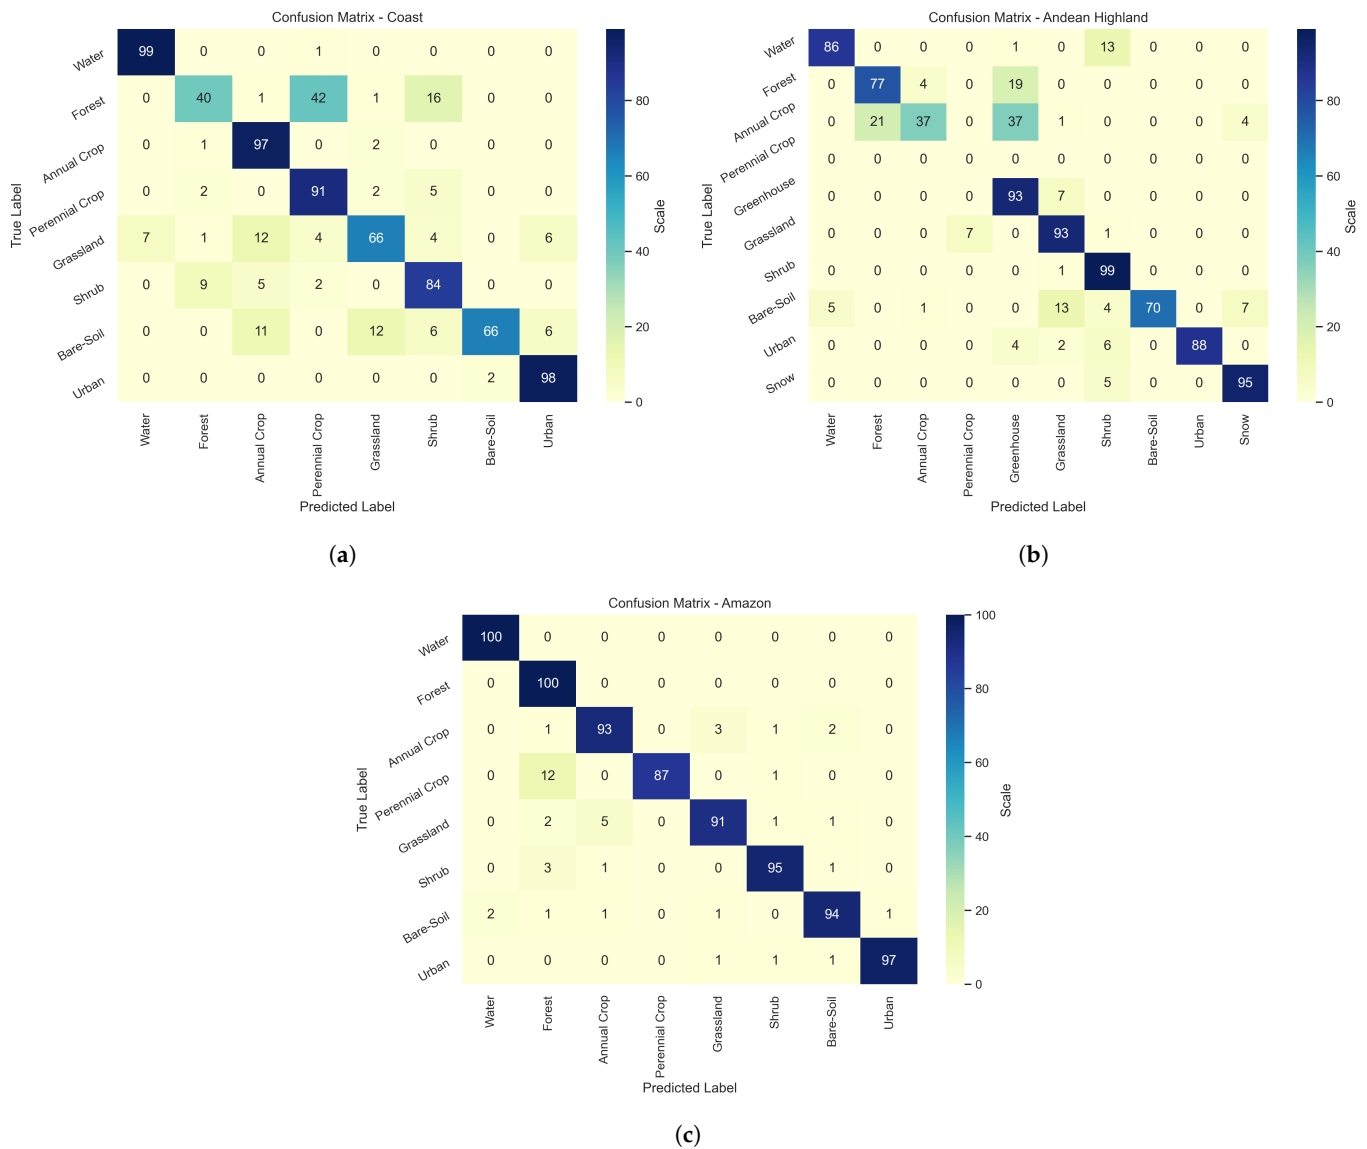 Confusion Matrix - Coast
True Label
Water 99 0 0 1 0 0 0 0
Forest 0 40 1 42 1 16 0 0
Annual Crop 0 1 97 0 2 0 0 0
Perennial Crop 0 2 0 91 2 5 0 0
Grassland 7 1 12 4 66 4 0 6
Shrub 0 9 5 2 0 84 0 0
Bare-Soil 0 0 11 0 12 6 66 6
Urban 0 0 0 0 0 0 2 98
Water Forest Annual Crop Perennial Crop Grassland Shrub Bare-Soil Urban
Predicted Label
80
60
40
20
0
Scale
(a)
Confusion Matrix - Andean Highland
True Label
Water 86 0 0 0 1 0 13 0 0 0
Forest 0 77 4 0 19 0 0 0 0 0
Annual Crop 0 21 37 0 37 1 0 0 0 4
Perennial Crop 0 0 0 0 0 0 0 0 0 0
Greenhouse 0 0 0 0 93 7 0 0 0 0
Grassland 0 0 0 7 0 93 1 0 0 0
Shrub 0 0 0 0 0 1 99 0 0 0
Bare-Soil 5 0 1 0 0 13 4 70 0 7
Urban 0 0 0 0 4 2 6 0 88 0
Snow 0 0 0 0 0 0 5 0 0 95
Water Forest Annual Crop Perennial Crop Greenhouse Grassland Shrub Bare-Soil Urban Snow
Predicted Label
80
60
40
20
0
Scale
(b)
Confusion Matrix - Amazon
True Label
Water 100 0 0 0 0 0 0 0
Forest 0 100 0 0 0 0 0 0
Annual Crop 0 1 93 0 3 1 2 0
Perennial Crop 0 12 0 87 0 1 0 0
Grassland 0 2 5 0 91 1 1 0
Shrub 0 3 1 0 0 95 1 0
Bare-Soil 2 1 1 0 1 0 94 1
Urban 0 0 0 0 1 1 1 97
Water Forest Annual Crop Perennial Crop Grassland Shrub Bare-Soil Urban
Predicted Label
100
80
60
40
20
0
Scale
(c)